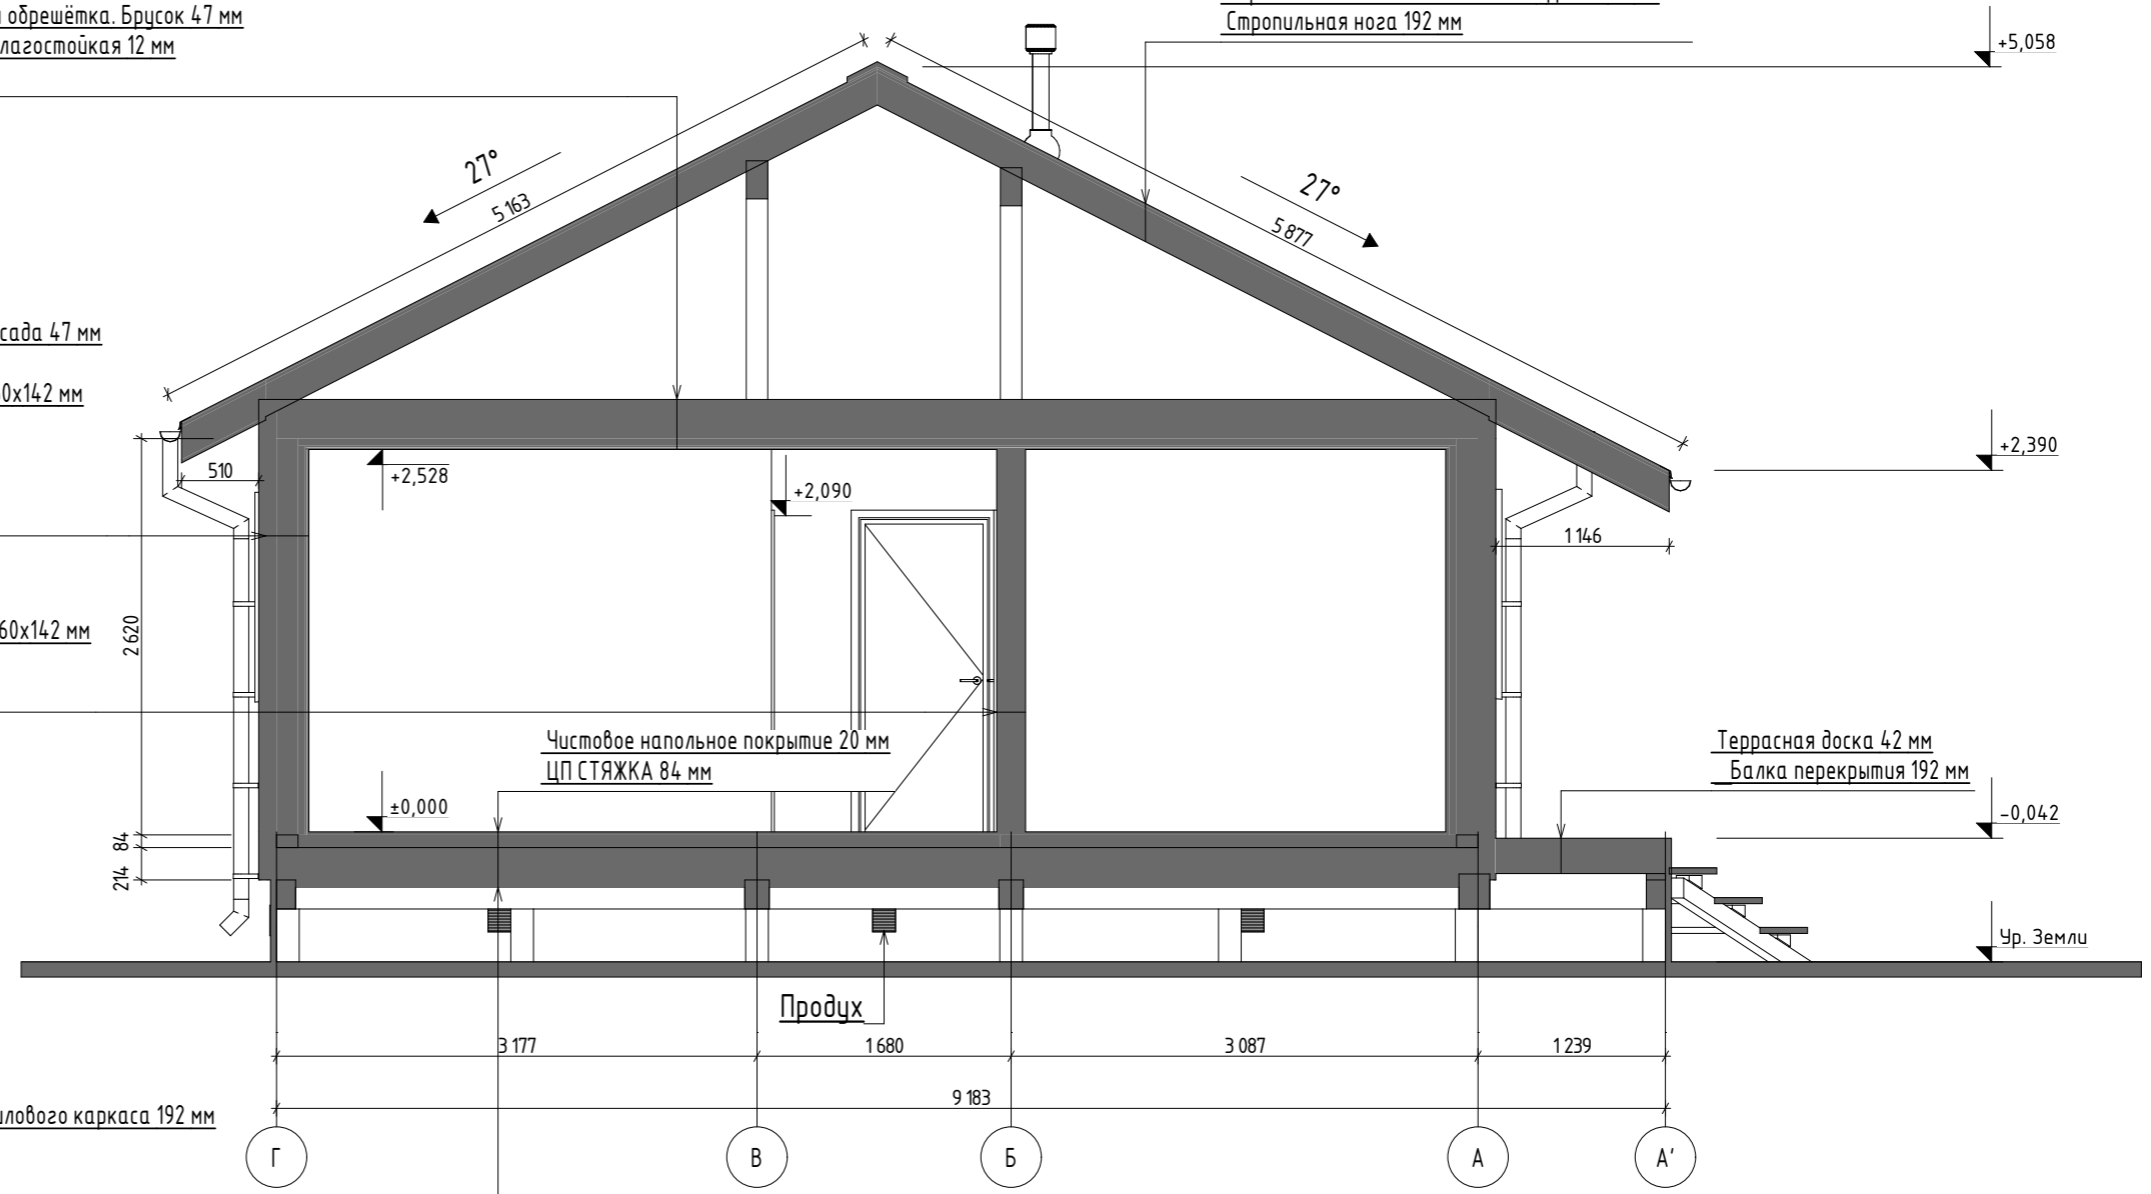 обрешётка. Брусок 47 мм
лагостойкая 12 мм
Стропильная нога 192 мм
+5,058
27°
5 163
27°
5 877
сада 47 мм
0х142 мм
+2,390
510
+2,528
+2,090
1 146
2 620
60х142 мм
Чистовое напольное покрытие 20 мм
ЦП СТЯЖКА 84 мм
Террасная доска 42 мм
Балка перекрытия 192 мм
±0,000
-0,042
84
214
Ур. Земли
Продух
3 177
1 680
3 087
1 239
9 183
лового каркаса 192 мм
Г
В
Б
А
А'